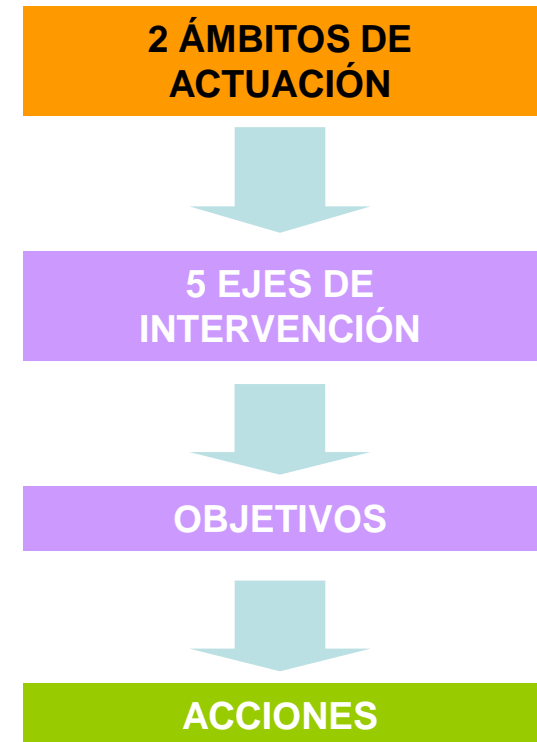 2 ÁMBITOS DE
ACTUACIÓN
5 EJES DE
INTERVENCIÓN
OBJETIVOS
ACCIONES